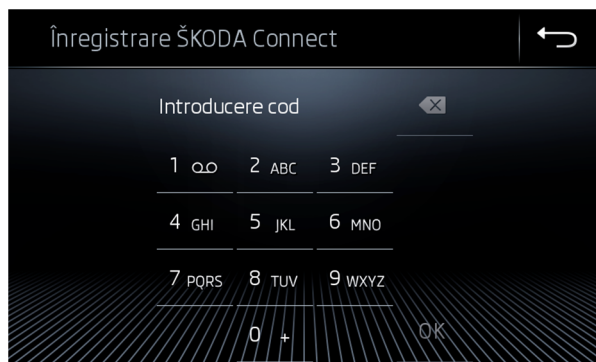 Înregistrare ŠKODA Connect
Introducere cod
1 2 ABC 3 DEF
4 GHI 5 JKL 6 MNO
7 PQRS 8 TUV 9 WXYZ
0 + OK